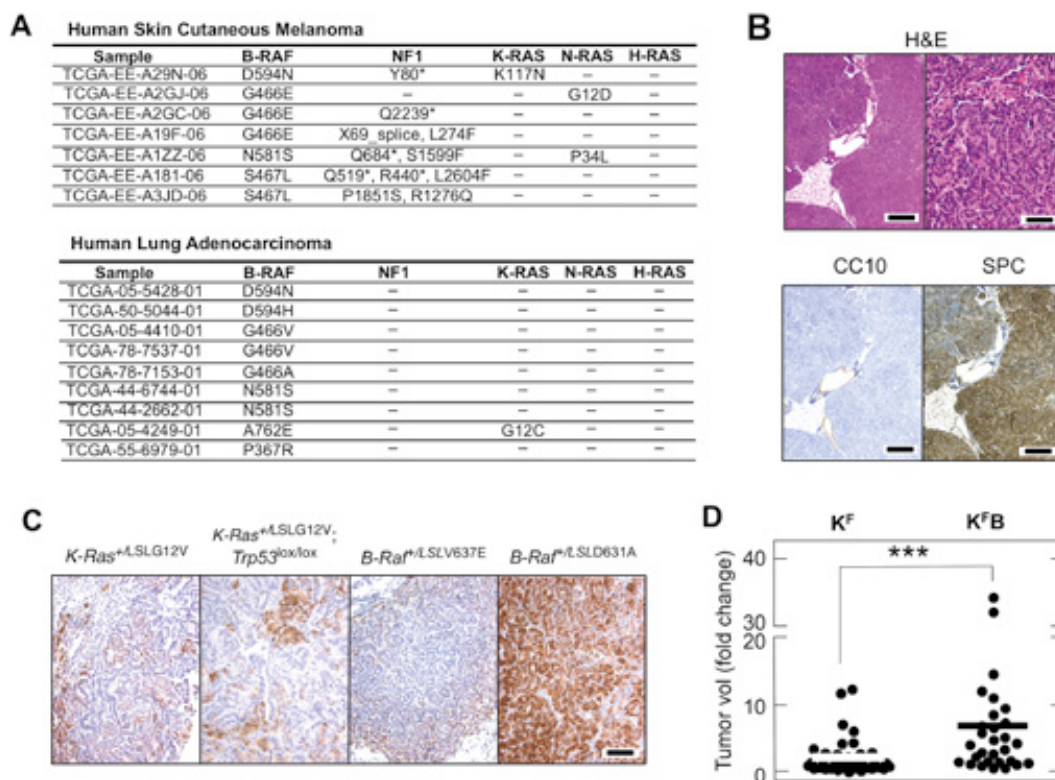 A
Human Skin Cutaneous Melanoma
Sample B-RAF NF1 K-RAS N-RAS H-RAS
TCGA-EE-A29N-06 D594N Y80* K117N – –
TCGA-EE-A2GJ-06 G466E – – G12D –
TCGA-EE-A2GC-06 G466E Q2239* – – –
TCGA-EE-A19F-06 G466E X69_splice, L274F – – –
TCGA-EE-A1ZZ-06 N581S Q684*, S1599F – P34L –
TCGA-EE-A181-06 S467L Q519*, R440*, L2604F – – –
TCGA-EE-A3JD-06 S467L P1851S, R1276Q – – –
Human Lung Adenocarcinoma
Sample B-RAF NF1 K-RAS N-RAS H-RAS
TCGA-05-5428-01 D594N – – – –
TCGA-50-5044-01 D594H – – – –
TCGA-05-4410-01 G466V – – – –
TCGA-78-7537-01 G466V – – – –
TCGA-78-7153-01 G466A – – – –
TCGA-44-6744-01 N581S – – – –
TCGA-44-2662-01 N581S – – – –
TCGA-05-4249-01 A762E – G12C – –
TCGA-55-6979-01 P367R – – – –
B
H&E
CC10 SPC
C
K-Ras+/LSLG12V
K-Ras+/LSLG12V;
Trp53lox/lox
B-Raf+/LSLV637E
B-Raf+/LSLD631A
D
KF KFB
***
Tumor vol (fold change)
40
30
20
10
0